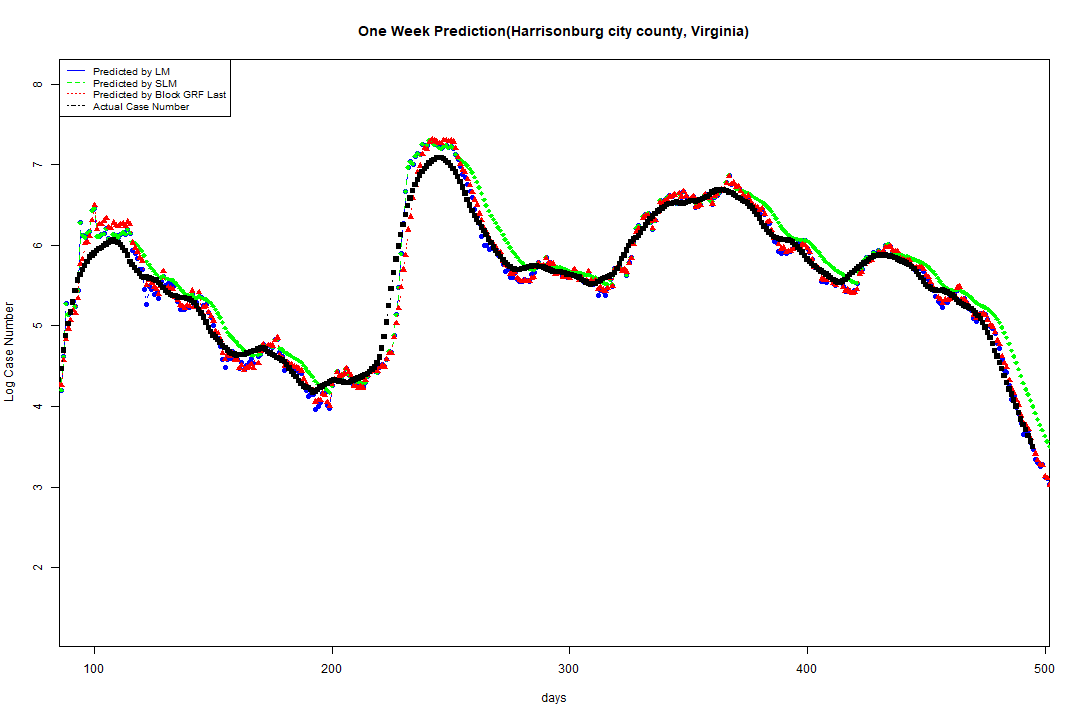 One Week Prediction(Harrisonburg city county, Virginia)
Predicted by LM
Predicted by SLM
Predicted by Block GRF Last
Actual Case Number
8
7
6
5
4
3
2
Log Case Number
100 200 300 400 500
days